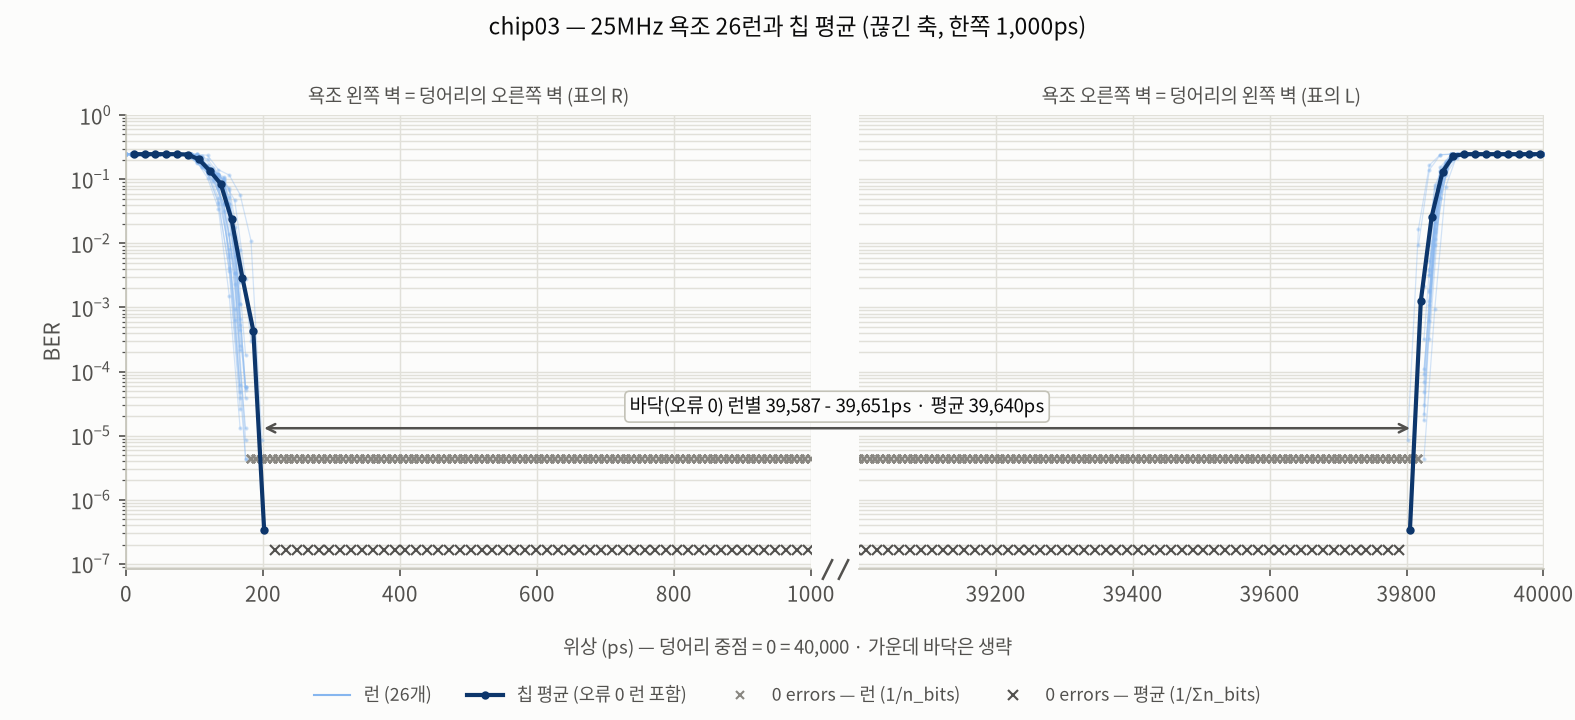 chip03 — 25MHz 욕조 26런과 칩 평균 (끊긴 축, 한쪽 1,000ps)
욕조 왼쪽 벽 = 덩어리의 오른쪽 벽 (표의 R)
욕조 오른쪽 벽 = 덩어리의 왼쪽 벽 (표의 L)
BER
10⁰
10⁻¹
10⁻²
10⁻³
10⁻⁴
10⁻⁵
10⁻⁶
10⁻⁷
바닥(오류 0) 런별 39,587 - 39,651ps · 평균 39,640ps
0 200 400 600 800 1000 39200 39400 39600 39800 40000
위상 (ps) — 덩어리 중점 = 0 = 40,000 · 가운데 바닥은 생략
런 (26개) 칩 평균 (오류 0 런 포함) 0 errors — 런 (1/n_bits) 0 errors — 평균 (1/Σn_bits)